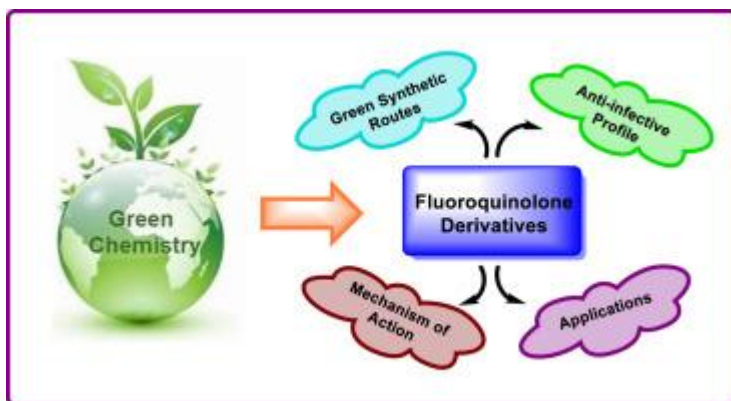 Green
Chemistry
Green Synthetic
Routes
Anti-infective
Profile
Fluoroquinolone
Derivatives
Mechanism of
Action
Applications